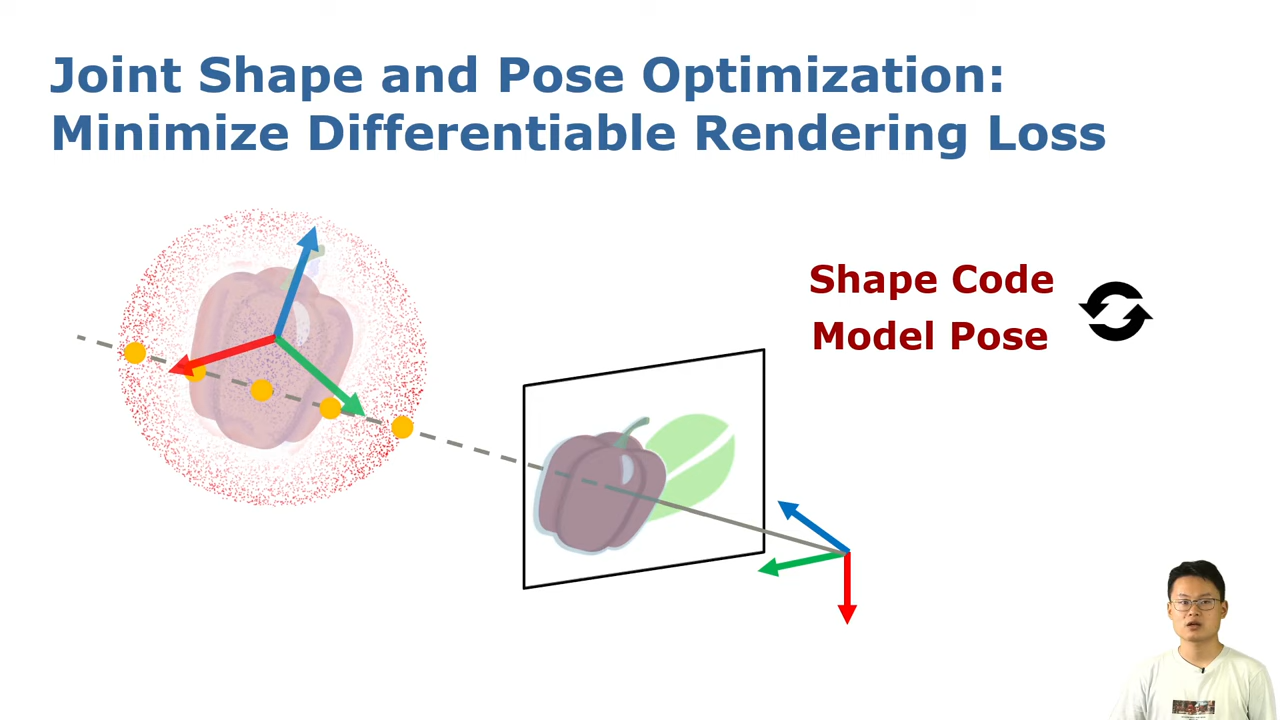 Joint Shape and Pose Optimization:
Minimize Differentiable Rendering Loss
Shape Code
Model Pose